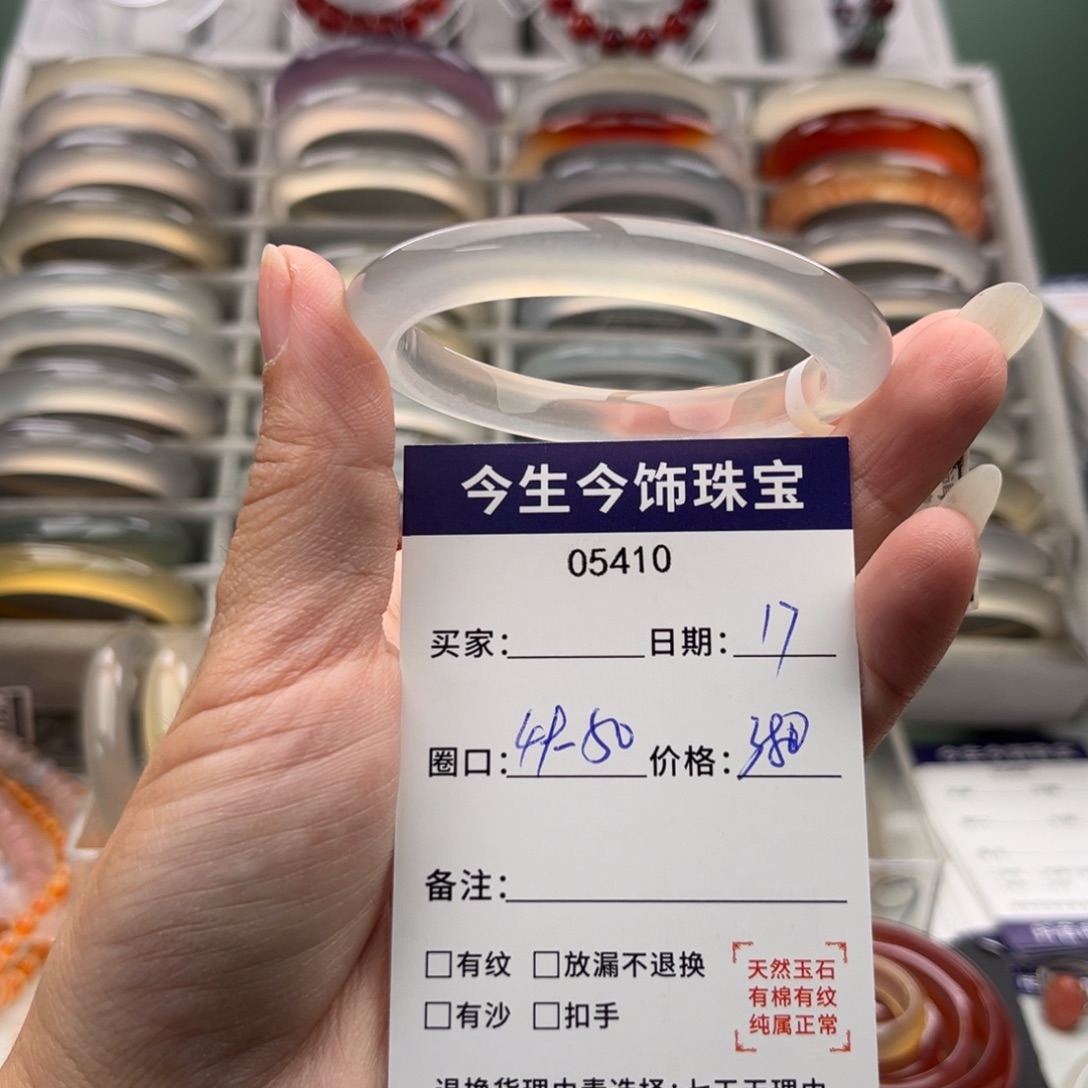 今生今饰珠宝
05410
买家: 日期: 17
圈口: 49-50 价格:
备注:
□有纹 □放漏不退换
□有沙 □扣手
天然玉石
有棉有纹
纯属正常